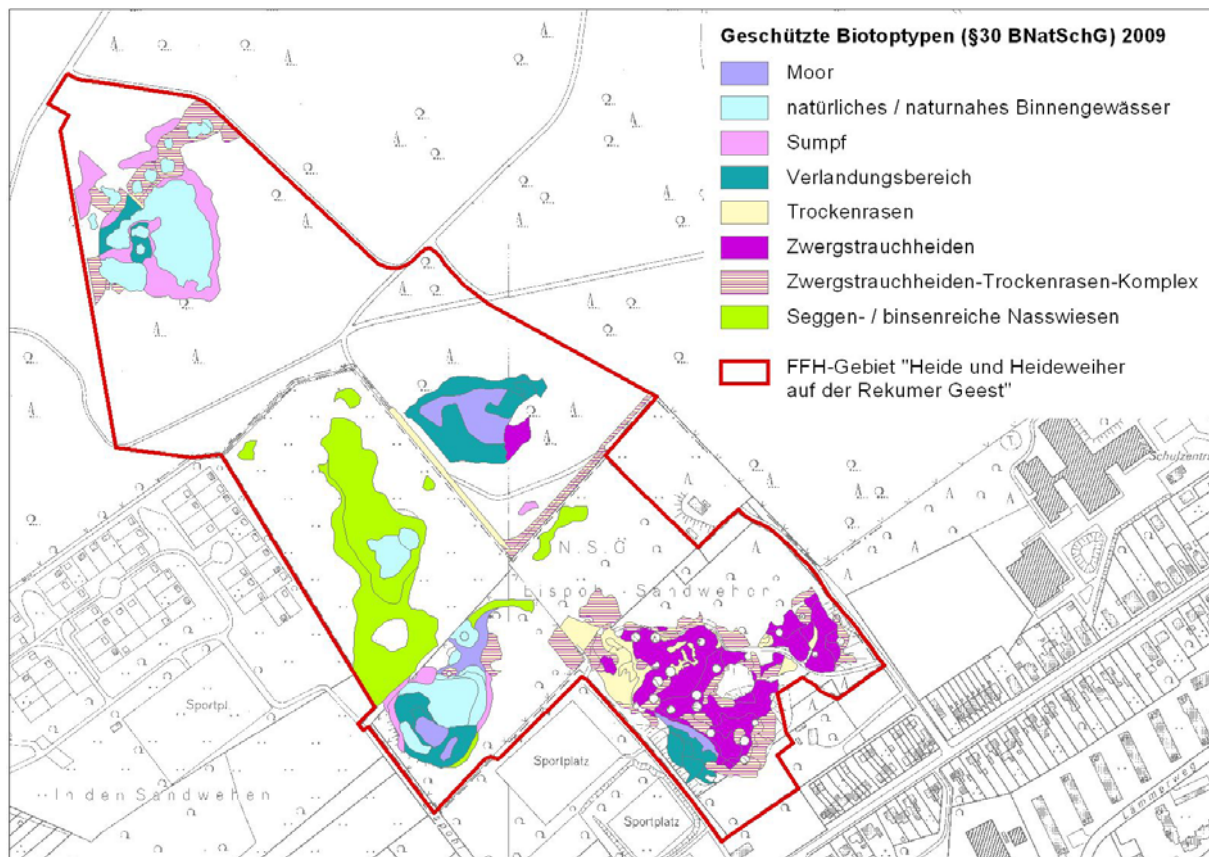 Geschützte Biotoptypen (§30 BNatSchG) 2009
Moor
natürliches / naturnahes Binnengewässer
Sumpf
Verlandungsbereich
Trockenrasen
Zwergstrauchheiden
Zwergstrauchheiden-Trockenrasen-Komplex
Seggen- / binsenreiche Nasswiesen
FFH-Gebiet "Heide und Heideweiher
auf der Rekumer Geest"
T
N.S.G
Sportpl.
In den Sandwehen
Sportplatz
Sportplatz